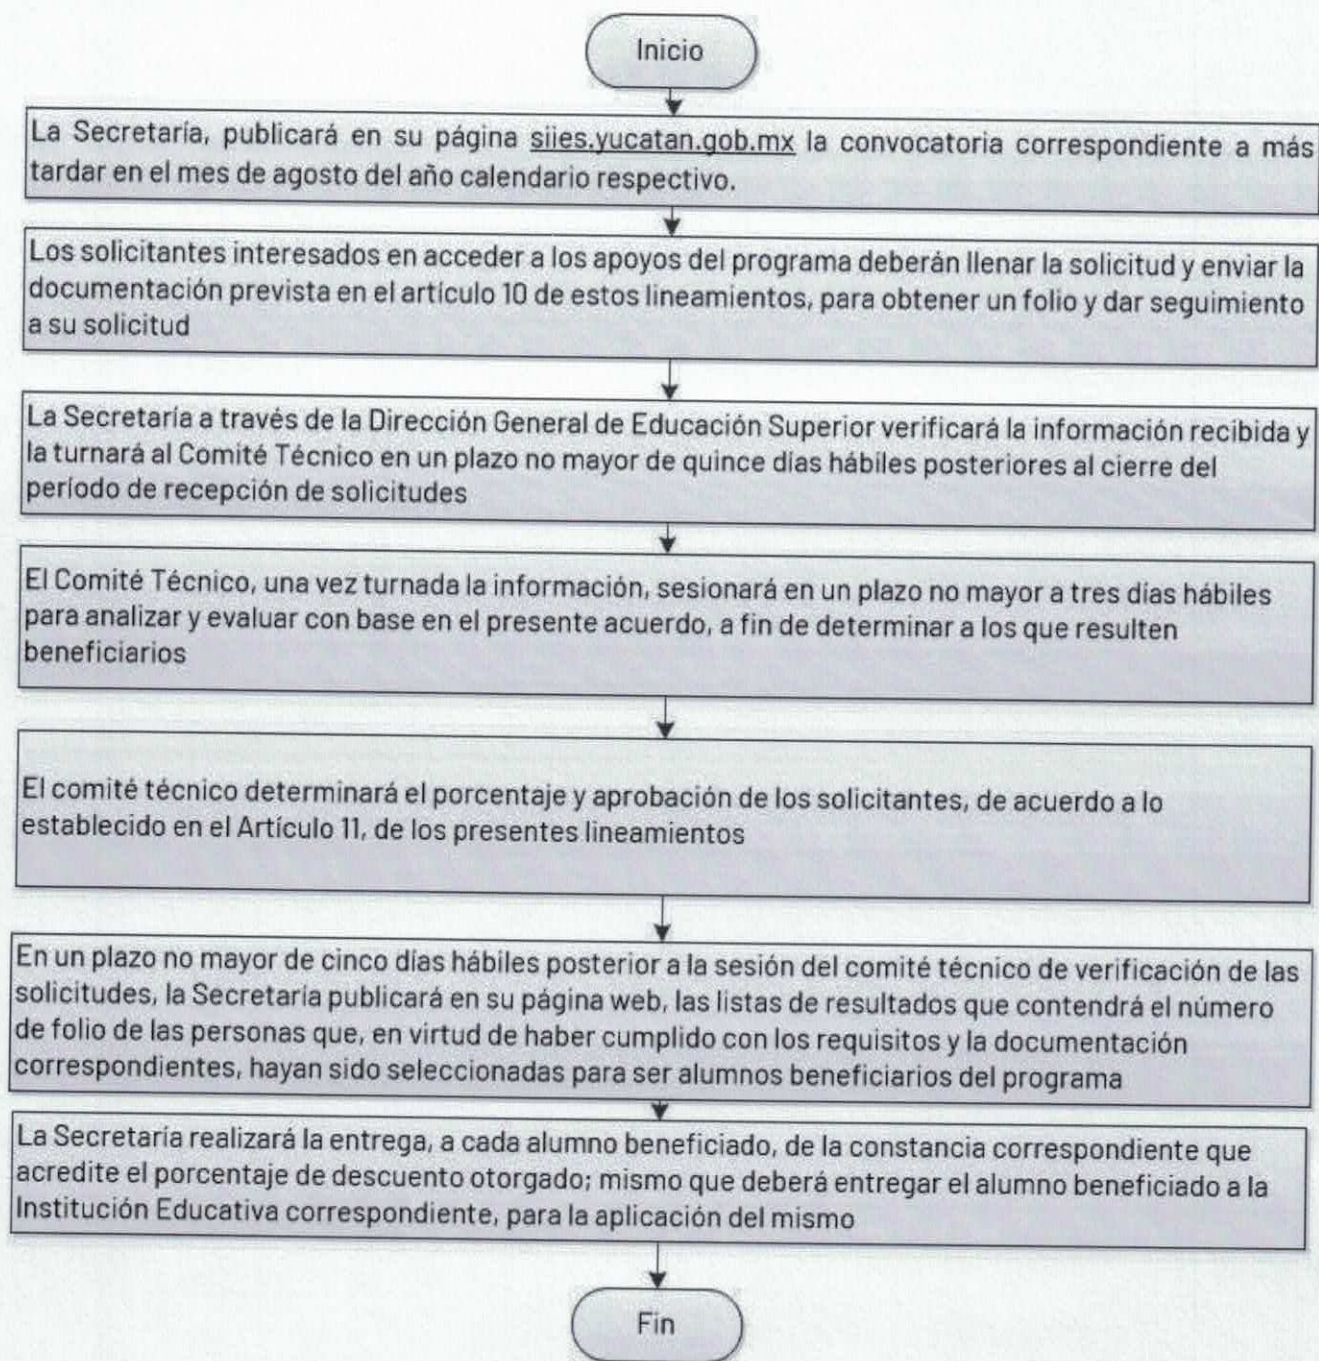 Inicio
La Secretaría, publicará en su página siies.yucatan.gob.mx la convocatoria correspondiente a más
tardar en el mes de agosto del año calendario respectivo.
Los solicitantes interesados en acceder a los apoyos del programa deberán llenar la solicitud y enviar la
documentación prevista en el artículo 10 de estos lineamientos, para obtener un folio y dar seguimiento
a su solicitud
La Secretaría a través de la Dirección General de Educación Superior verificará la información recibida y
la turnará al Comité Técnico en un plazo no mayor de quince días hábiles posteriores al cierre del
período de recepción de solicitudes
El Comité Técnico, una vez turnada la información, sesionará en un plazo no mayor a tres días hábiles
para analizar y evaluar con base en el presente acuerdo, a fin de determinar a los que resulten
beneficiarios
El comité técnico determinará el porcentaje y aprobación de los solicitantes, de acuerdo a lo
establecido en el Artículo 11, de los presentes lineamientos
En un plazo no mayor de cinco días hábiles posterior a la sesión del comité técnico de verificación de las
solicitudes, la Secretaría publicará en su página web, las listas de resultados que contendrá el número
de folio de las personas que, en virtud de haber cumplido con los requisitos y la documentación
correspondientes, hayan sido seleccionadas para ser alumnos beneficiarios del programa
La Secretaría realizará la entrega, a cada alumno beneficiado, de la constancia correspondiente que
acredite el porcentaje de descuento otorgado; mismo que deberá entregar el alumno beneficiado a la
Institución Educativa correspondiente, para la aplicación del mismo
Fin